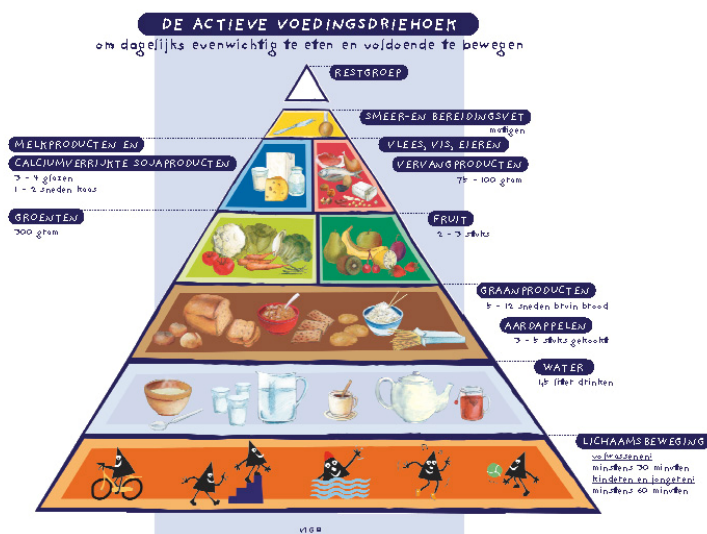 DE ACTIEVE VOEDINGSDRIEHOEK
om dagelijks evenwichtig te eten en voldoende te bewegen
RESTGROEP
SMEER-EN BEREIDINGSVET
matigen
MELKPRODUCTEN EN
CALCIUMVERRIJKTE SOJAPRODUCTEN
3 - 4 glazen
1 - 2 sneden kaas
VLEES, VIS, EIEREN
VERVANGPRODUCTEN
75 - 100 gram
GROENTEN
300 gram
FRUIT
2 - 3 stuks
GRAANPRODUCTEN
5 - 12 sneden bruin brood
AARDAPPELEN
3 - 5 stuks gekookt
WATER
1,5 liter drinken
LICHAAMSBEWEGING
volwassenen:
minstens 30 minuten
kinderen en jongeren:
minstens 60 minuten
VIG